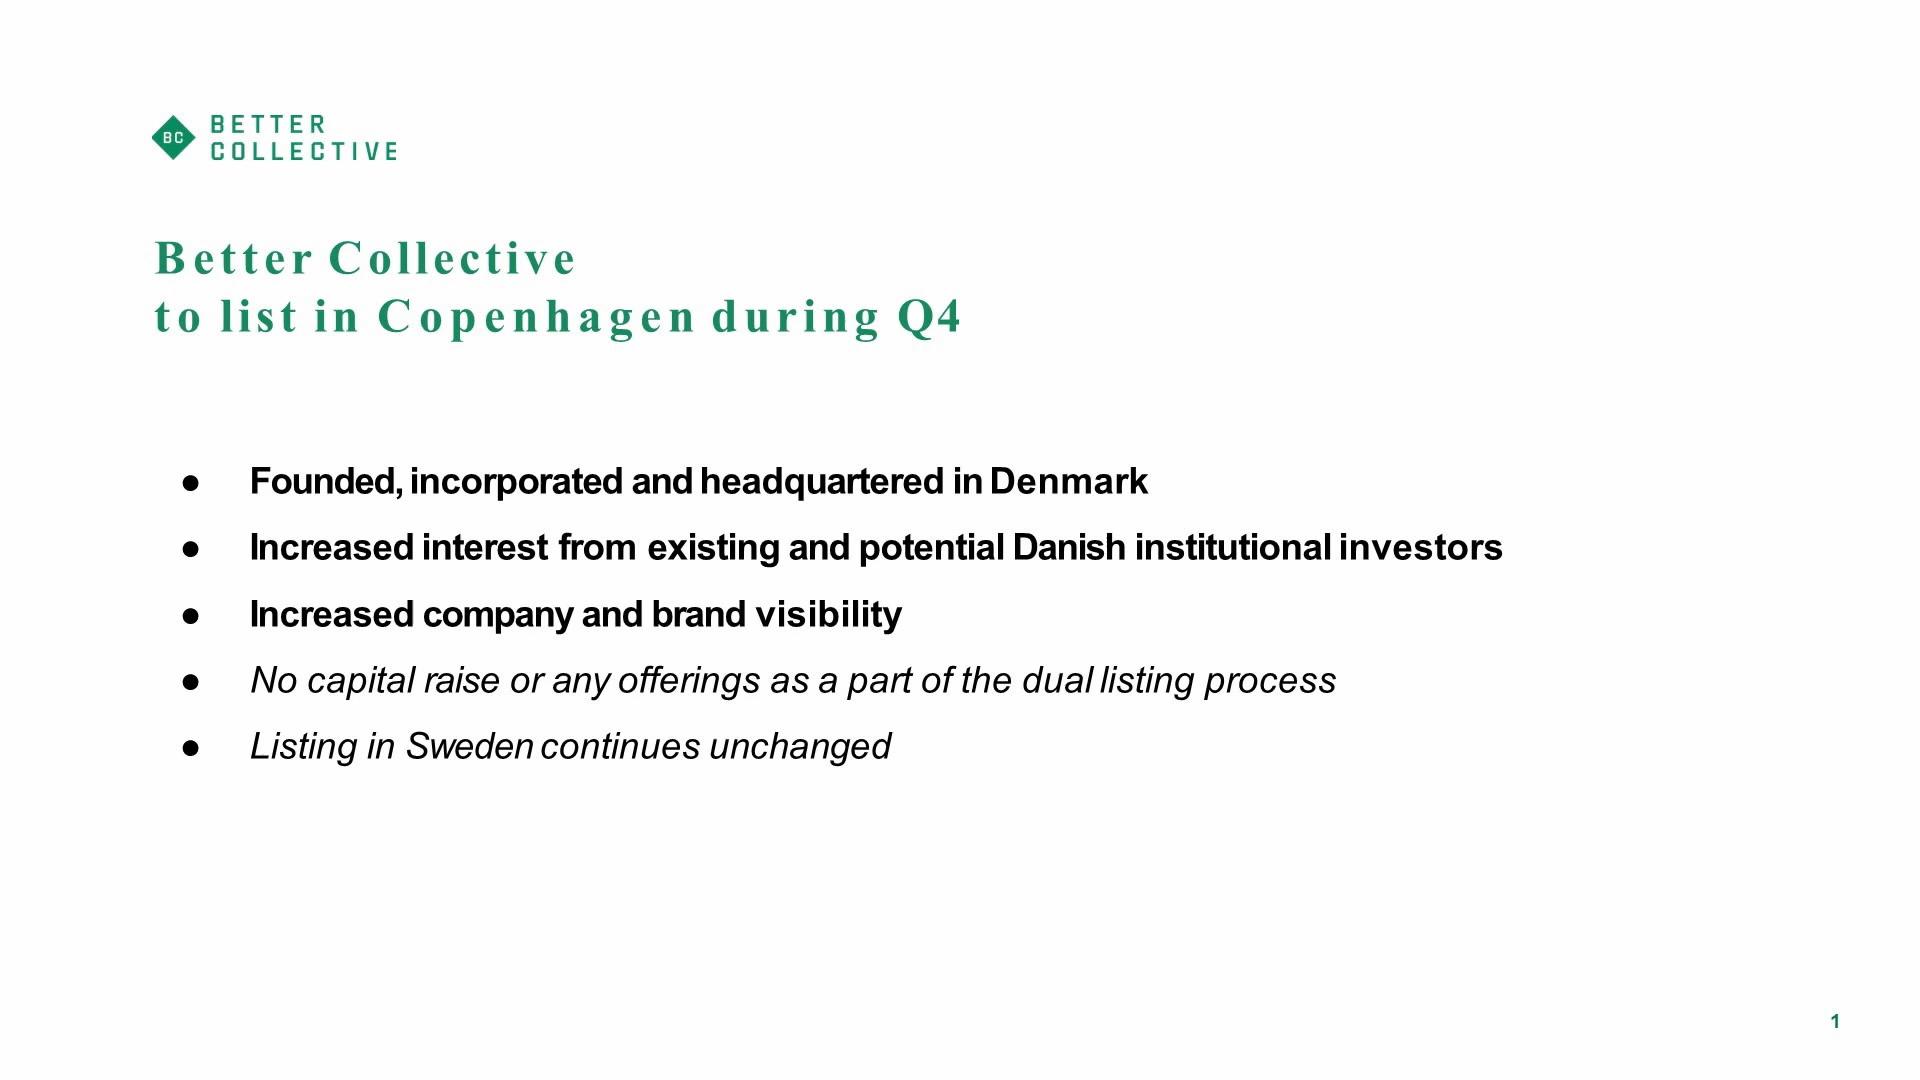 BC
BETTER
COLLECTIVE
Better Collective
to list in Copenhagen during Q4
● Founded, incorporated and headquartered in Denmark
● Increased interest from existing and potential Danish institutional investors
● Increased company and brand visibility
● No capital raise or any offerings as a part of the dual listing process
● Listing in Sweden continues unchanged
1